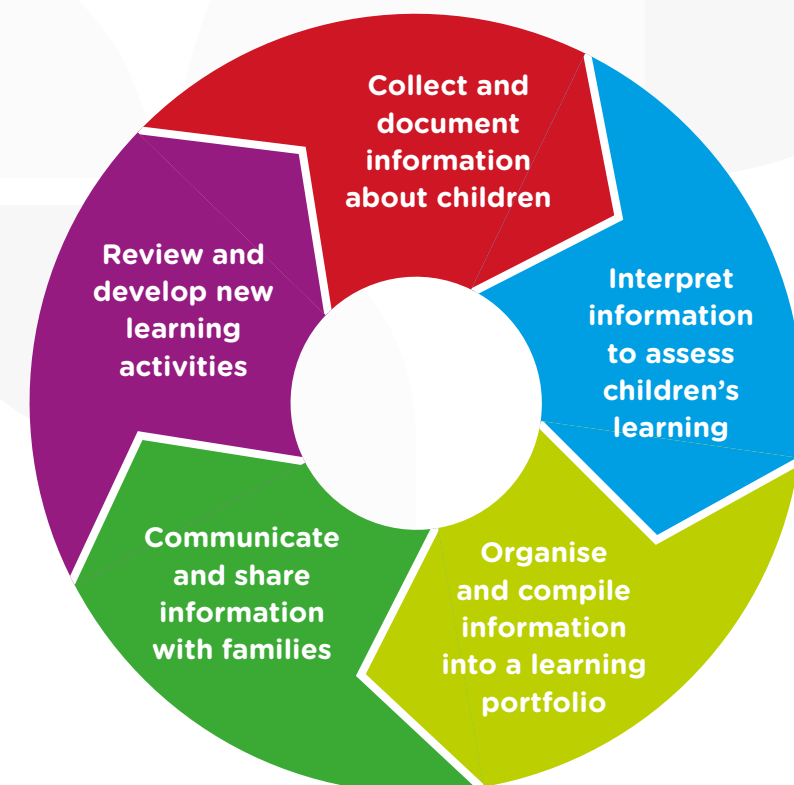 Collect and
document
information
about children
Interpret
information
to assess
children's
learning
Organise
and compile
information
into a learning
portfolio
Communicate
and share
information
with families
Review and
develop new
learning
activities